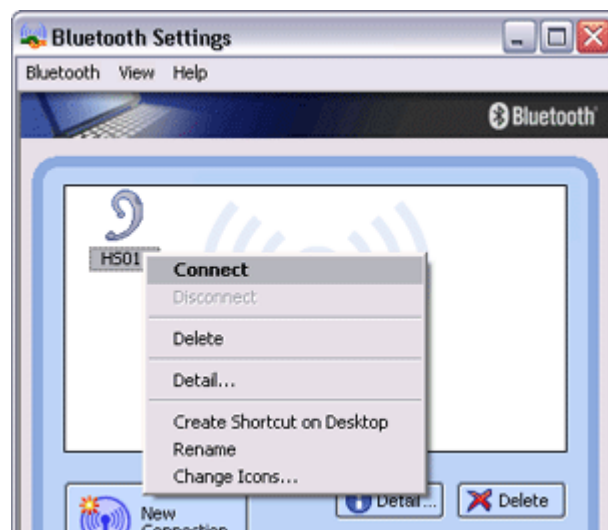 Bluetooth Settings
Bluetooth View Help
Bluetooth
HS01
Connect
Disconnect
Delete
Detail...
Create Shortcut on Desktop
Rename
Change Icons...
New
Connection
Detail...
Delete